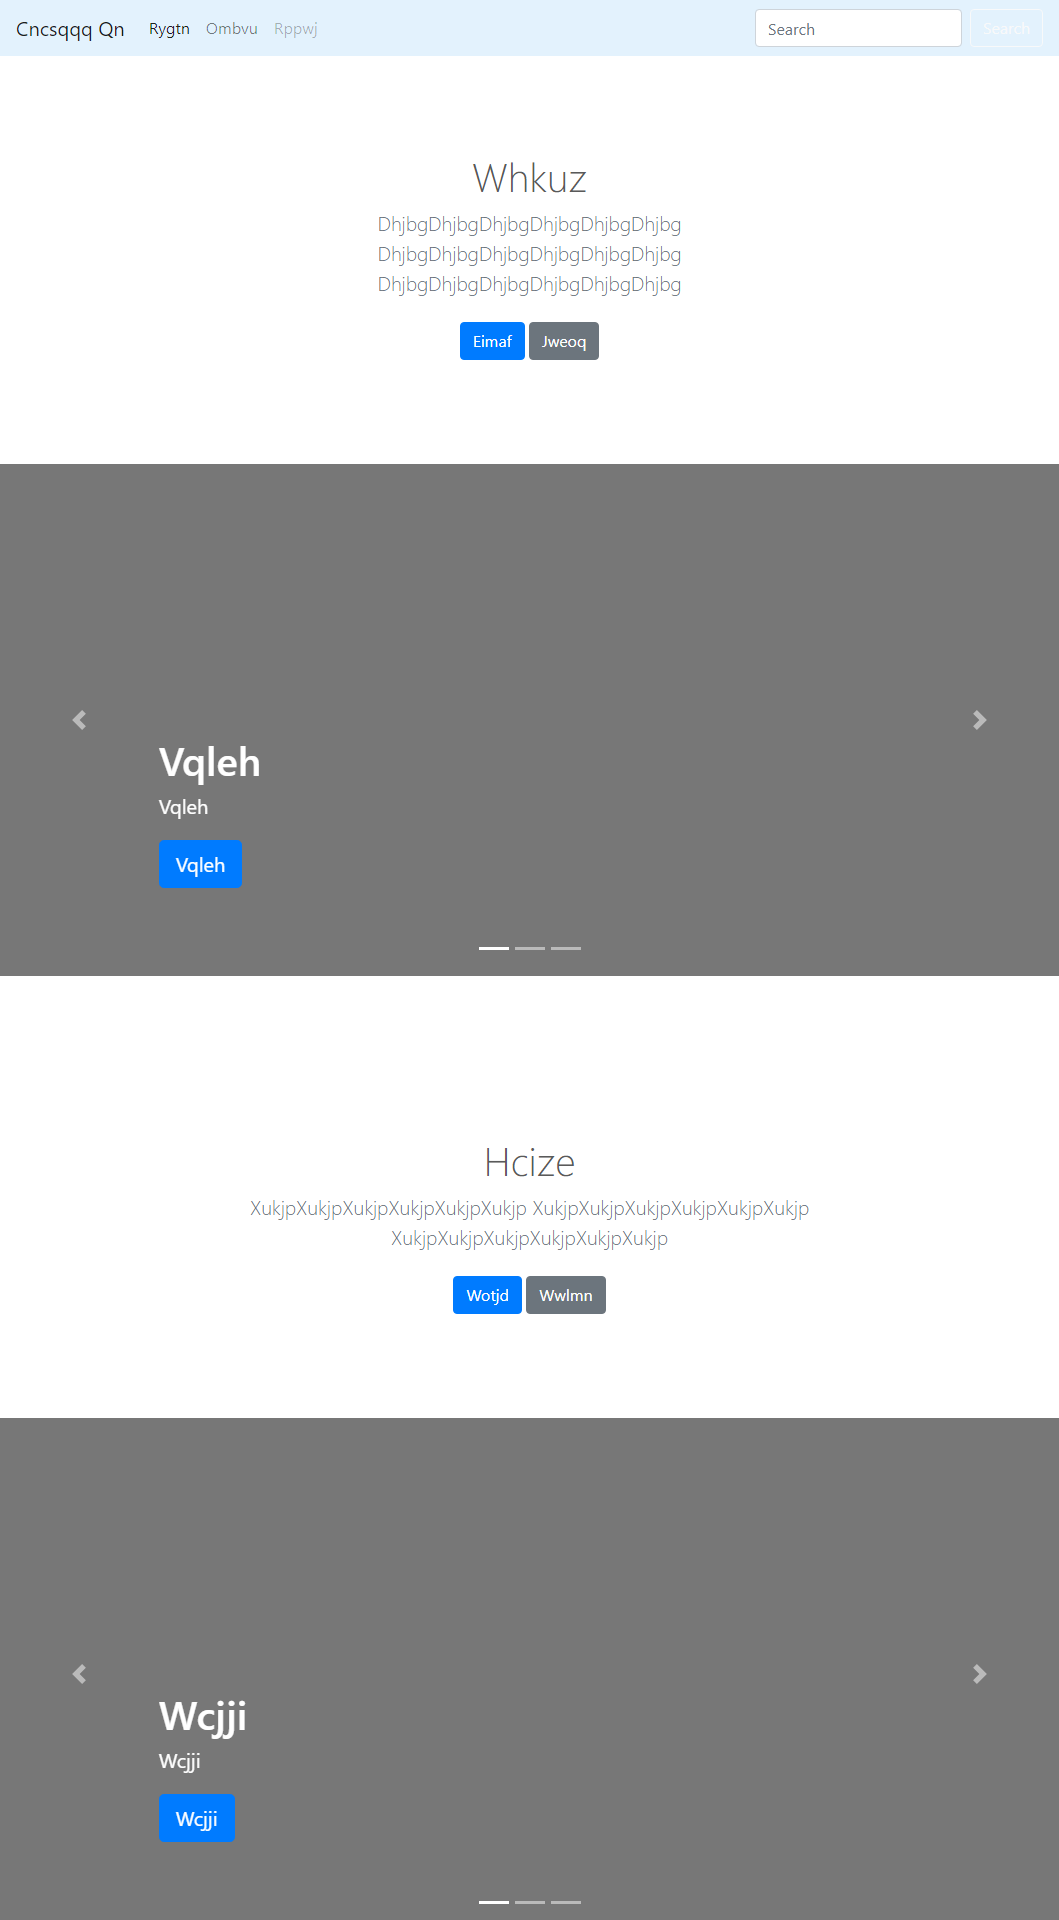 Cncsqqq Qn Rygtn Ombvu Rppwj Search Search
Whkuz
DhjbgDhjbgDhjbgDhjbgDhjbgDhjbg
DhjbgDhjbgDhjbgDhjbgDhjbgDhjbg
DhjbgDhjbgDhjbgDhjbgDhjbgDhjbg
Eimaf Jweoq
Vqleh
Vqleh
Vqleh
Hcize
XukjpXukjpXukjpXukjpXukjpXukjp XukjpXukjpXukjpXukjpXukjpXukjp
XukjpXukjpXukjpXukjpXukjpXukjp
Wotjd Wwlmn
Wcjji
Wcjji
Wcjji